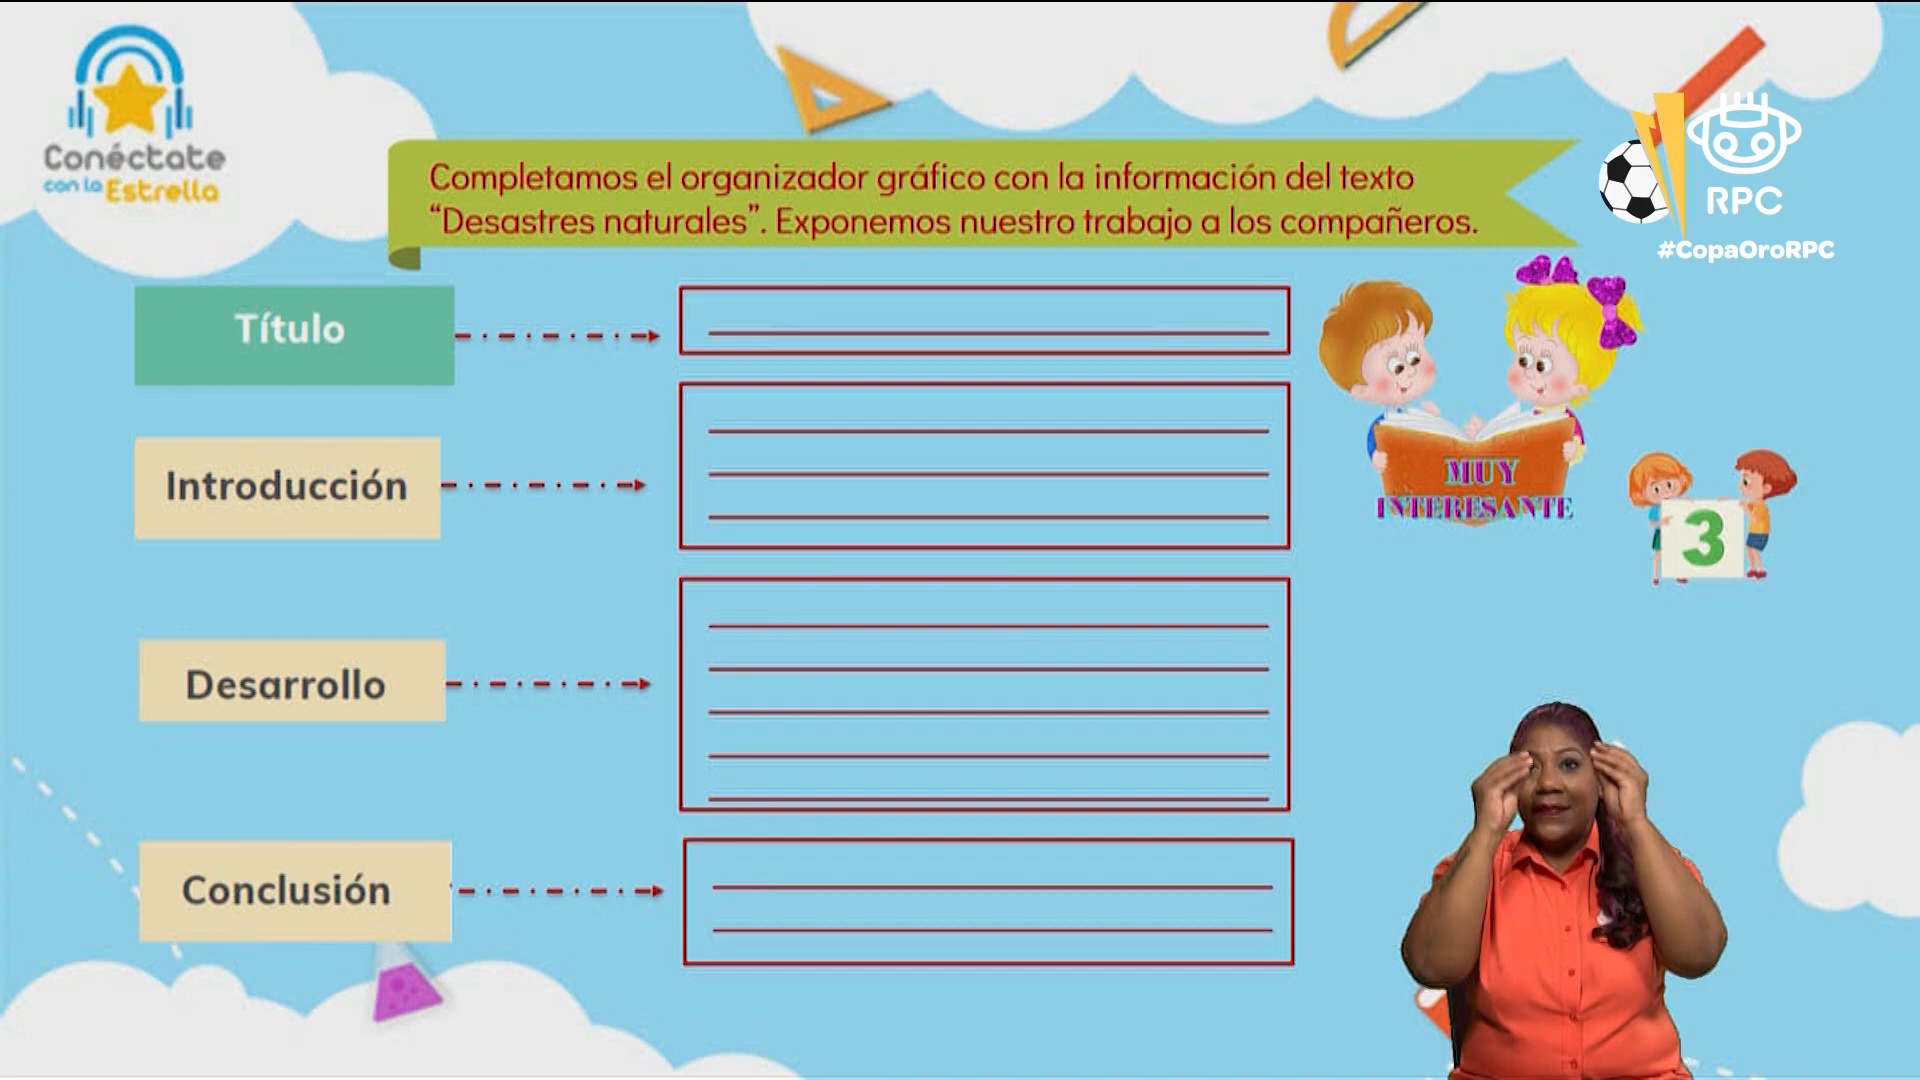 Conéctate
con la Estrella
Completamos el organizador gráfico con la información del texto
“Desastres naturales”. Exponemos nuestro trabajo a los compañeros.
RPC
#CopaOroRPC
Título
Introducción
MUY
INTERESANTE
3
Desarrollo
Conclusión